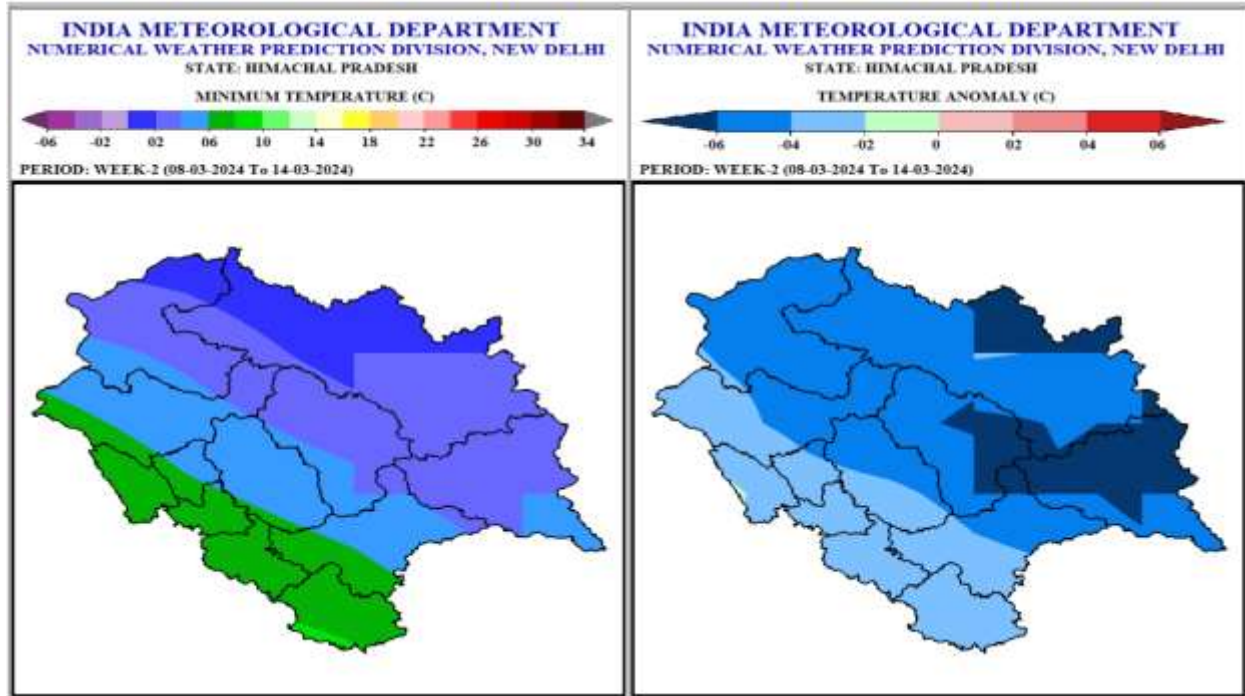 INDIA METEOROLOGICAL DEPARTMENT
NUMERICAL WEATHER PREDICTION DIVISION, NEW DELHI
STATE: HIMACHAL PRADESH
MINIMUM TEMPERATURE (C)
-06 -02 02 06 10 14 18 22 26 30 34
PERIOD: WEEK-2 (08-03-2024 To 14-03-2024)
INDIA METEOROLOGICAL DEPARTMENT
NUMERICAL WEATHER PREDICTION DIVISION, NEW DELHI
STATE: HIMACHAL PRADESH
TEMPERATURE ANOMALY (C)
-06 -04 -02 0 02 04 06
PERIOD: WEEK-2 (08-03-2024 To 14-03-2024)